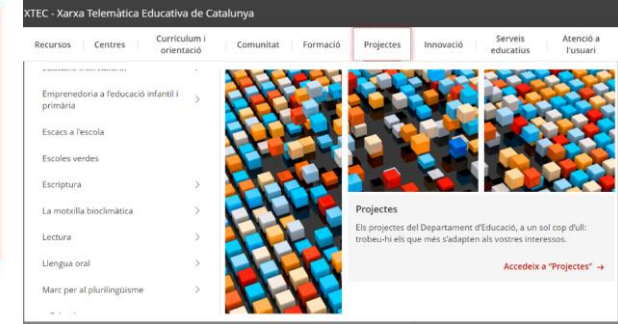 XTEC - Xarxa Telemàtica Educativa de Catalunya
Recursos
Centres
Currículum i
orientació
Comunitat
Formació
Projectes
Innovació
Serveis
educatius
Atenció a
l'usuari
Emprenedoria a l'educació infantil i
primària
Escacs a l'escola
Escoles verdes
Escriptura
La motxilla bioclimàtica
Lectura
Llengua oral
Marc per al plurilingüisme
Projectes
Els projectes del Departament d'Educació, a un sol cop d'ull:
trobeu-hi els que més s'adapten als vostres interessos.
Accedeix a "Projectes" →